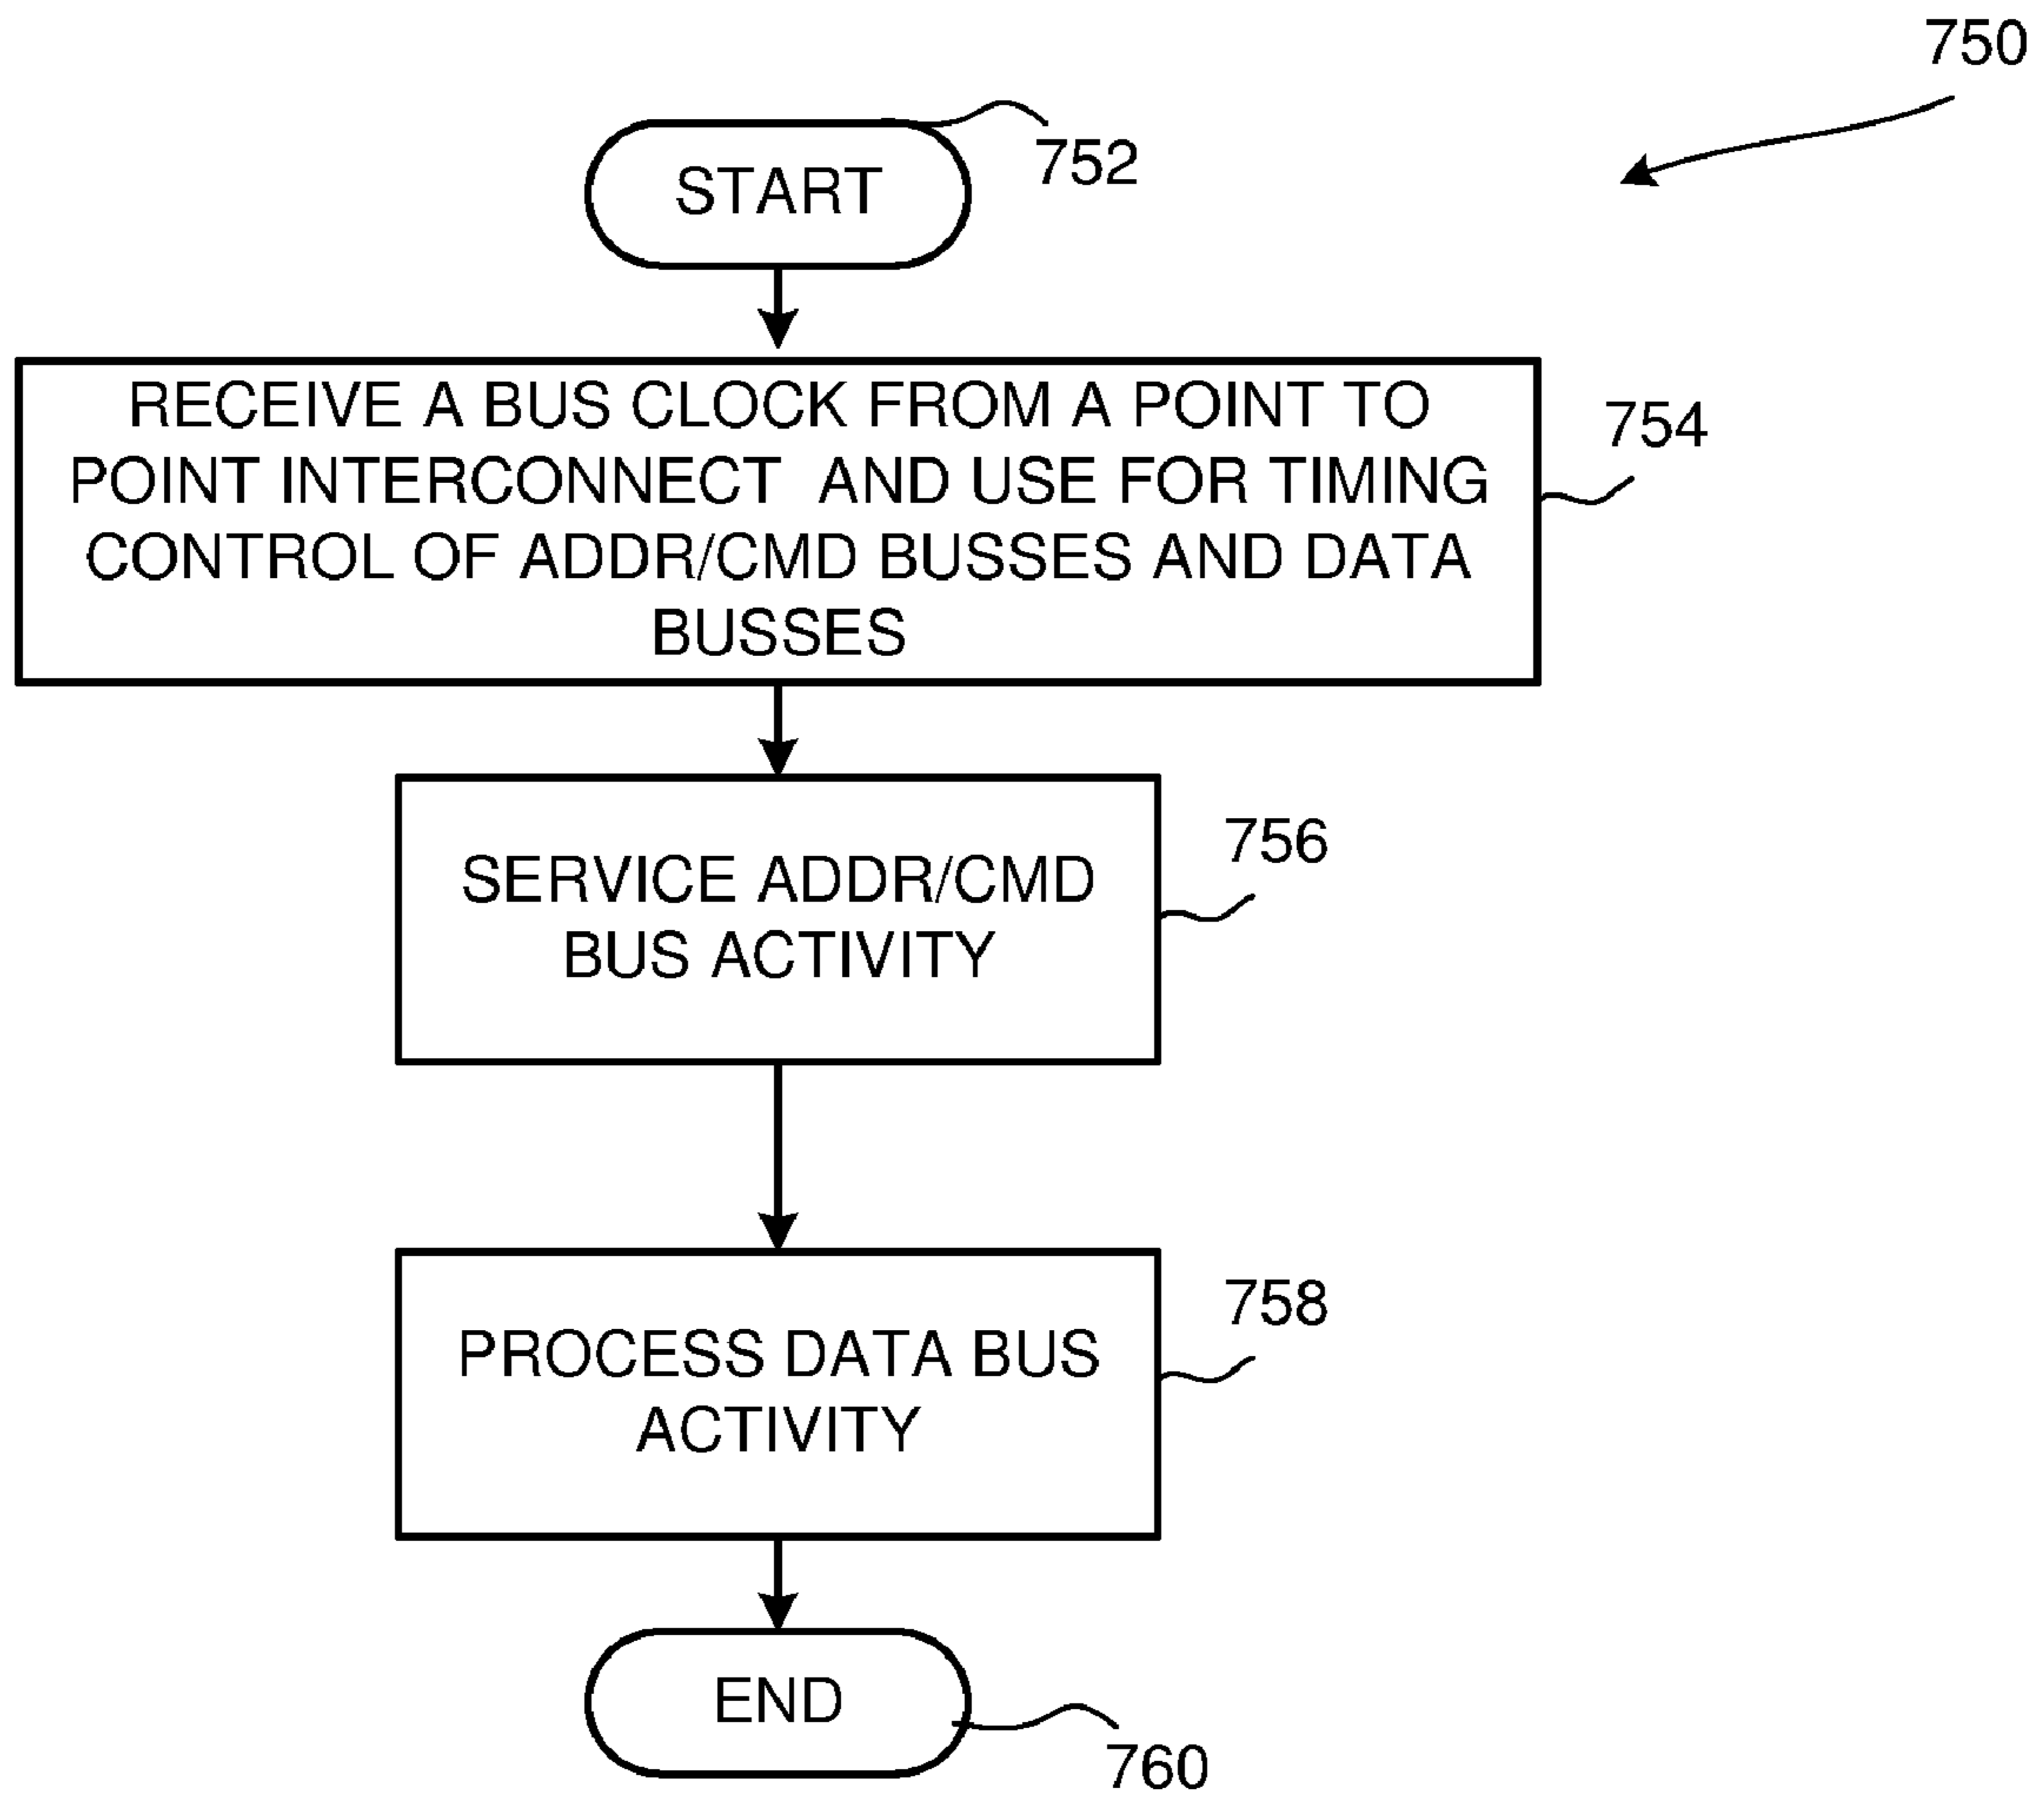 750
752
START
RECEIVE A BUS CLOCK FROM A POINT TO
POINT INTERCONNECT AND USE FOR TIMING
CONTROL OF ADDR/CMD BUSSES AND DATA
BUSSES
754
SERVICE ADDR/CMD
BUS ACTIVITY
756
PROCESS DATA BUS
ACTIVITY
758
END
760